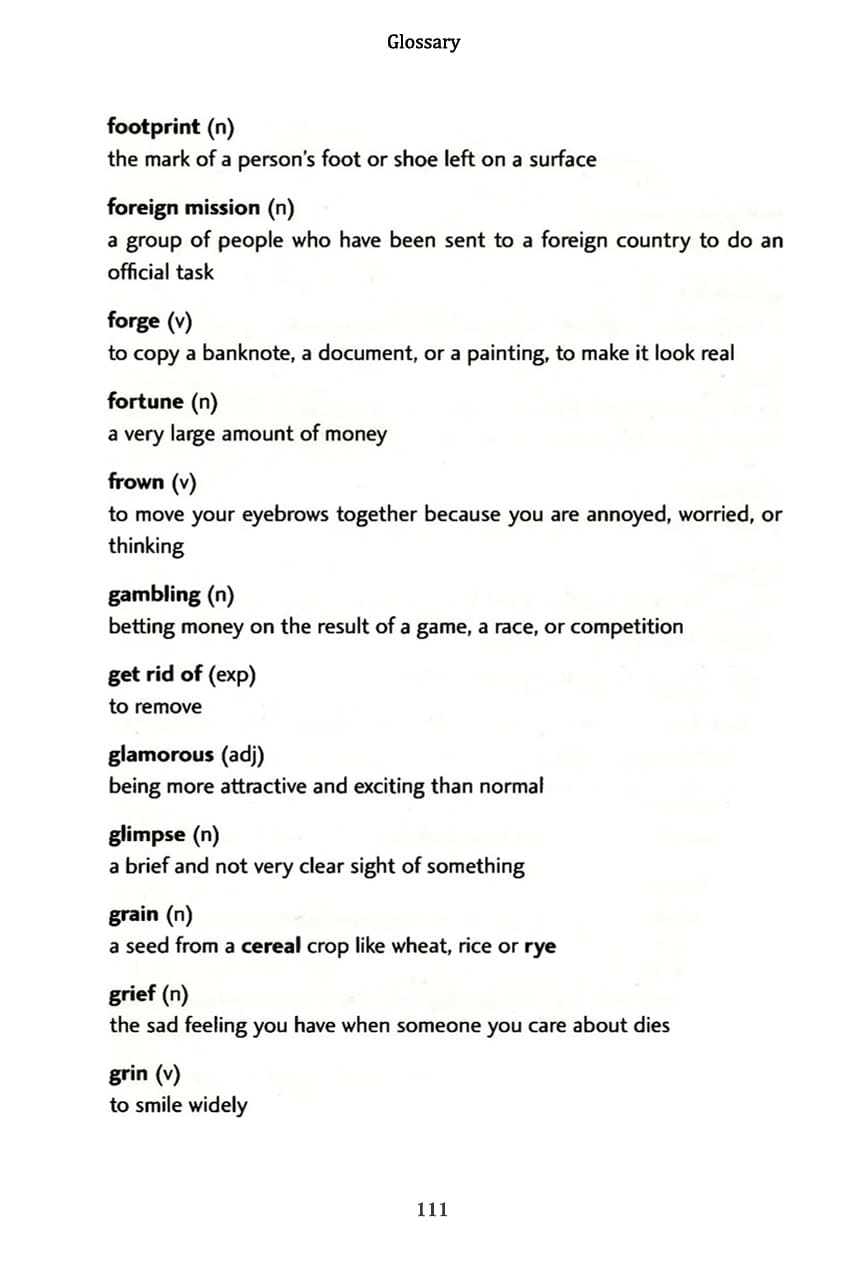 Glossary
footprint (n)
the mark of a person's foot or shoe left on a surface
foreign mission (n)
a group of people who have been sent to a foreign country to do an
official task
forge (v)
to copy a banknote, a document, or a painting, to make it look real
fortune (n)
a very large amount of money
frown (v)
to move your eyebrows together because you are annoyed, worried, or
thinking
gambling (n)
betting money on the result of a game, a race, or competition
get rid of (exp)
to remove
glamorous (adj)
being more attractive and exciting than normal
glimpse (n)
a brief and not very clear sight of something
grain (n)
a seed from a cereal crop like wheat, rice or rye
grief (n)
the sad feeling you have when someone you care about dies
grin (v)
to smile widely
111